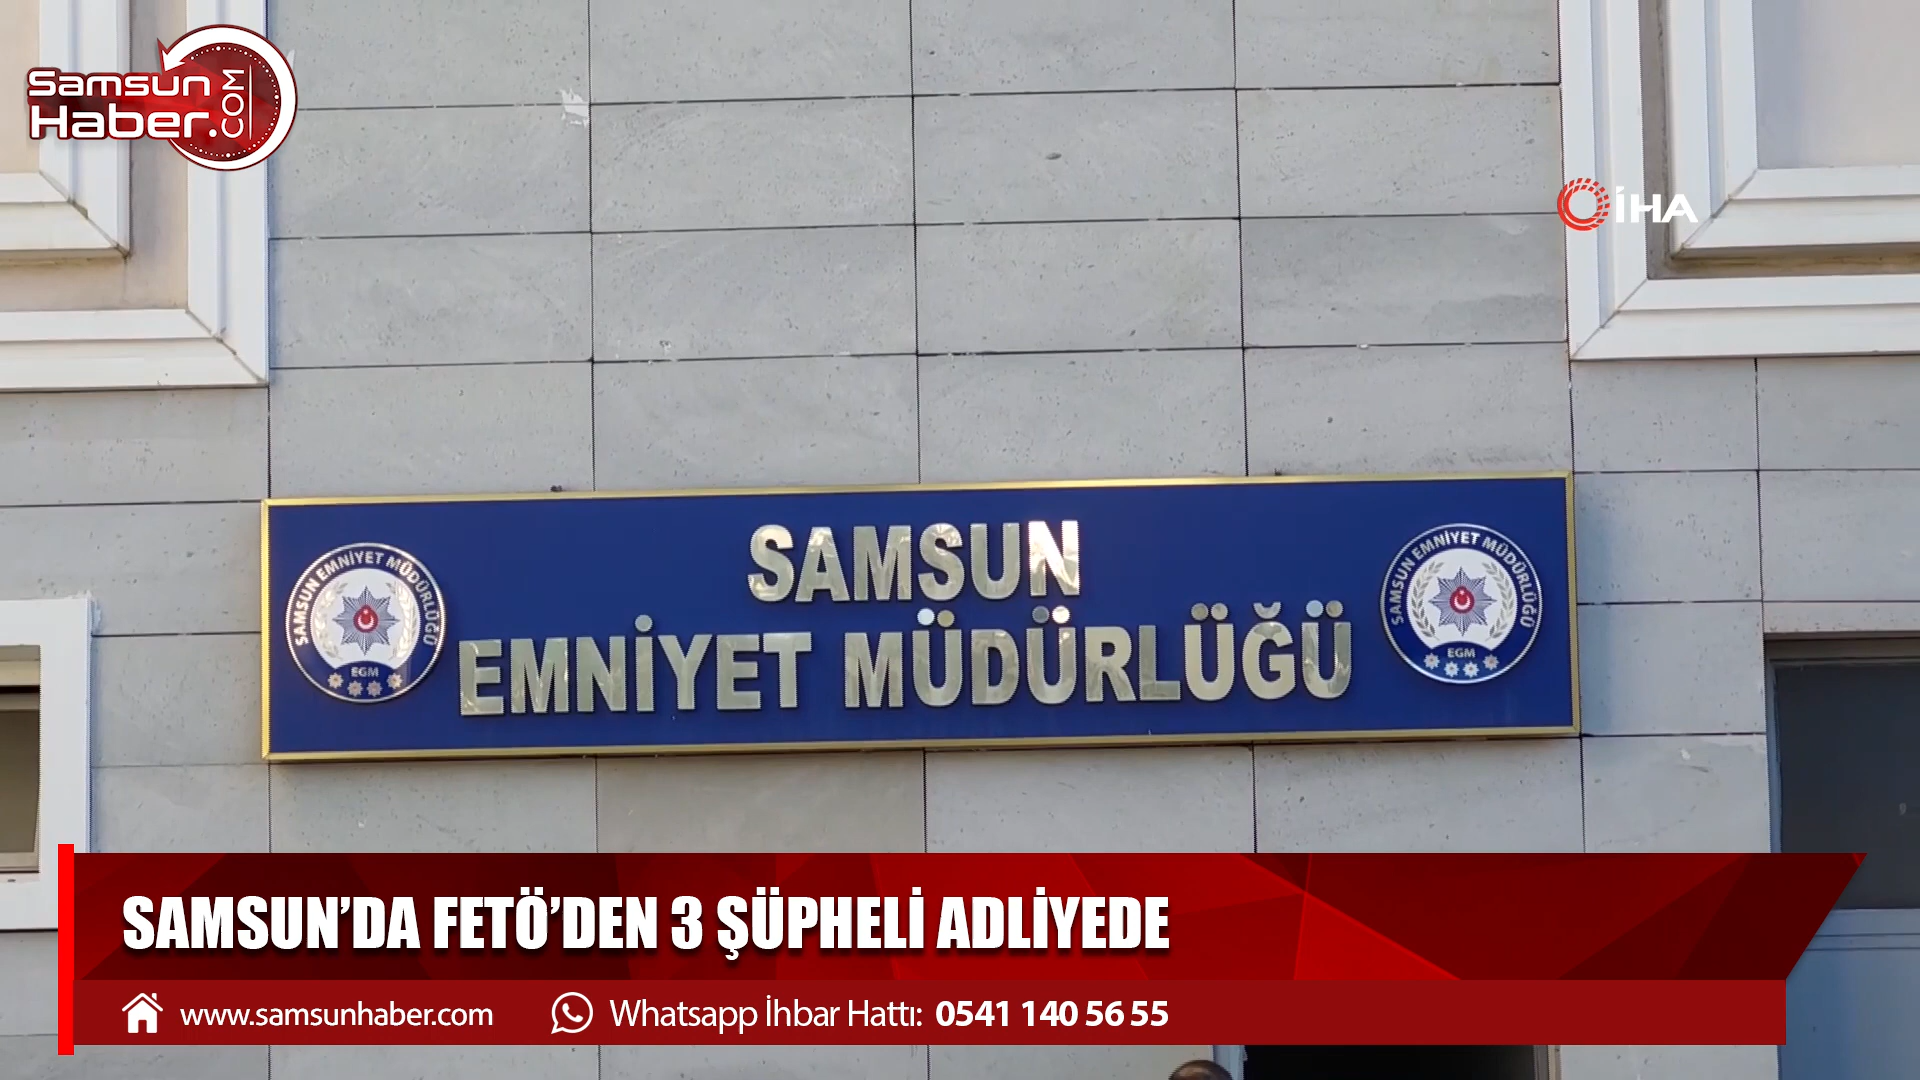 Samsun
Haber.COM
İHA
SAMSUN
EMNİYET MÜDÜRLÜĞÜ
SAMSUN EMNİYET MÜDÜRLÜĞÜ
EGM
SAMSUN EMNİYET MÜDÜRLÜĞÜ
EGM
SAMSUN’DA FETÖ’DEN 3 ŞÜPHELİ ADLİYEDE
www.samsunhaber.com Whatsapp İhbar Hattı: 0541 140 56 55